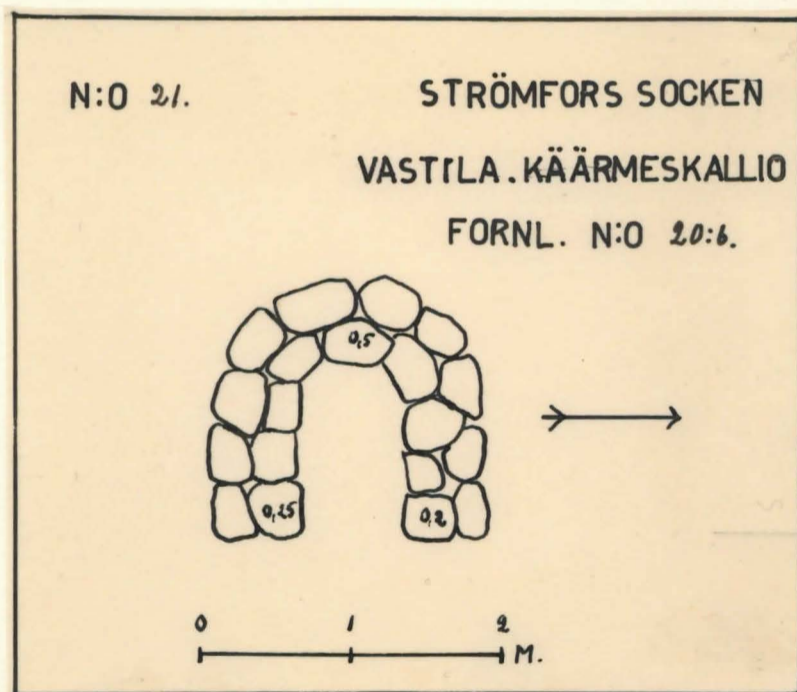 N:O 21.
STRÖMFORS SOCKEN
VASTILA. KÄÄRMESKALLIO
FORNL. N:O 20:6.
0,5
0,25
0,2
0 1 2 M.